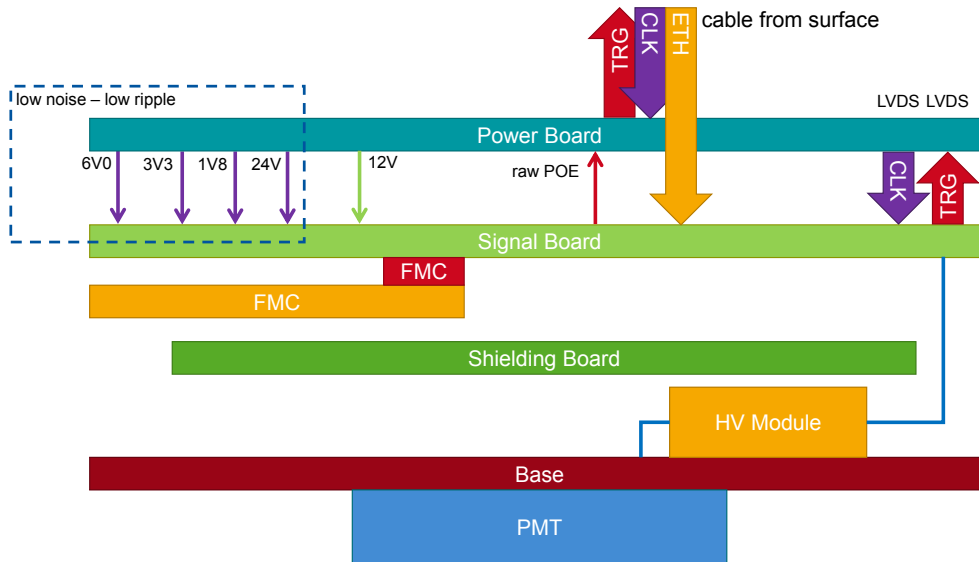 cable from surface
TRG
CLK
ETH
low noise – low ripple
LVDS LVDS
Power Board
6V0
3V3
1V8
24V
12V
raw POE
CLK
TRG
Signal Board
FMC
FMC
Shielding Board
HV Module
Base
PMT